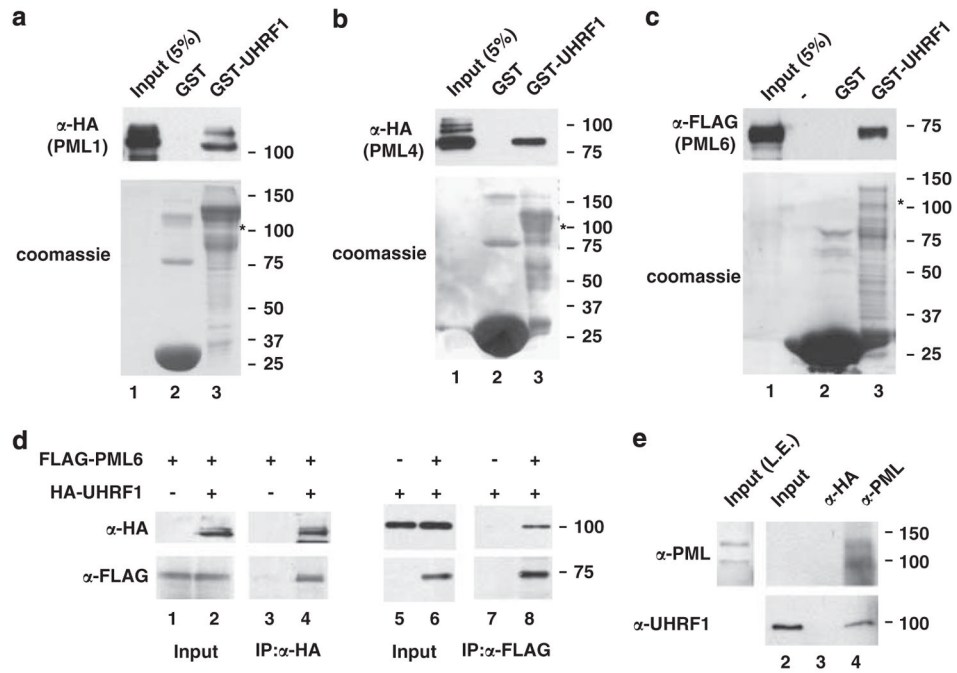 a
Input (5%)
GST
GST-UHRF1
α-HA
(PML1)
- 100
coomassie
- 150
*
- 100
- 75
- 50
- 37
- 25
1 2 3
b
Input (5%)
GST
GST-UHRF1
α-HA
(PML4)
- 100
- 75
coomassie
- 150
*- 100
- 75
- 50
- 37
- 25
1 2 3
c
Input (5%)
-
GST
GST-UHRF1
α-FLAG
(PML6)
- 75
coomassie
- 150
*
- 100
- 75
- 50
- 37
- 25
1 2 3
d
FLAG-PML6 + + + + - + - +
HA-UHRF1 - + - + + + + +
α-HA - 100
α-FLAG - 75
1 2 3 4 5 6 7 8
Input IP:α-HA Input IP:α-FLAG
e
Input (L.E.)
Input
α-HA
α-PML
α-PML
- 150
- 100
α-UHRF1 - 100
2 3 4